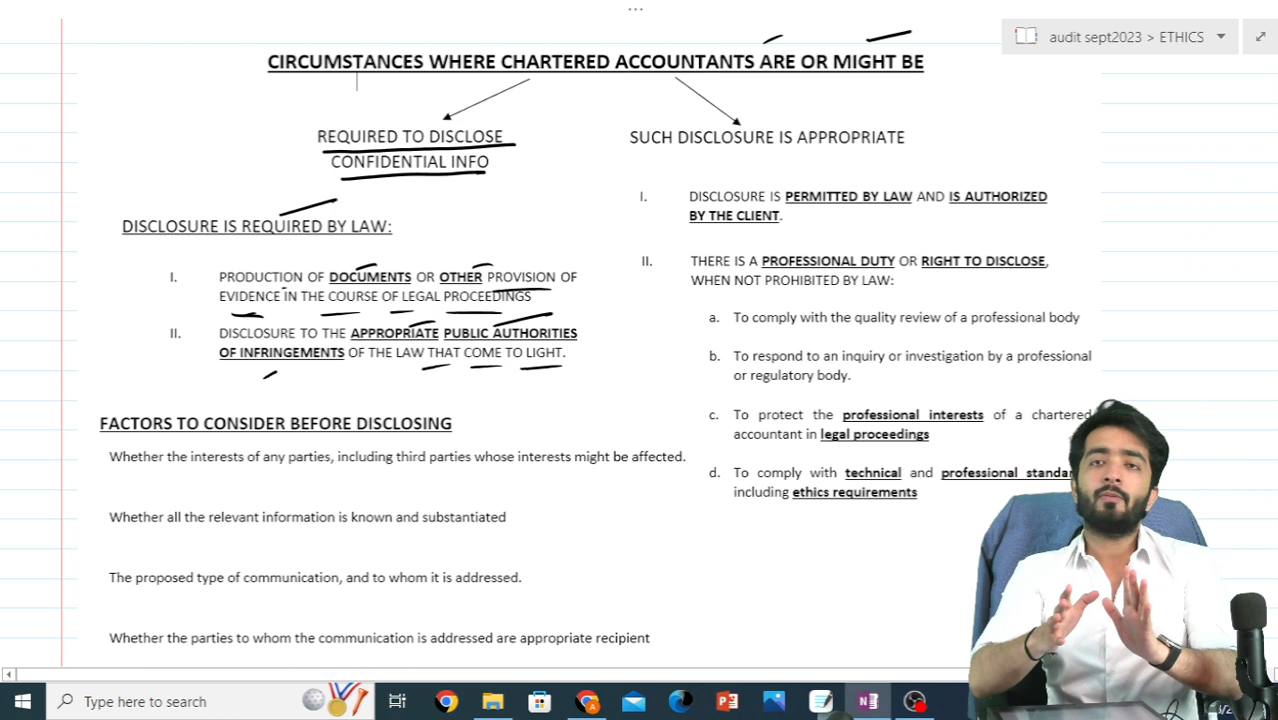 audit sept2023 > ETHICS
CIRCUMSTANCES WHERE CHARTERED ACCOUNTANTS ARE OR MIGHT BE
REQUIRED TO DISCLOSE
CONFIDENTIAL INFO
DISCLOSURE IS REQUIRED BY LAW:
I. PRODUCTION OF DOCUMENTS OR OTHER PROVISION OF
EVIDENCE IN THE COURSE OF LEGAL PROCEEDINGS
II. DISCLOSURE TO THE APPROPRIATE PUBLIC AUTHORITIES
OF INFRINGEMENTS OF THE LAW THAT COME TO LIGHT.
SUCH DISCLOSURE IS APPROPRIATE
I. DISCLOSURE IS PERMITTED BY LAW AND IS AUTHORIZED
BY THE CLIENT.
II. THERE IS A PROFESSIONAL DUTY OR RIGHT TO DISCLOSE,
WHEN NOT PROHIBITED BY LAW:
a. To comply with the quality review of a professional body
b. To respond to an inquiry or investigation by a professional
or regulatory body.
c. To protect the professional interests of a chartered
accountant in legal proceedings
d. To comply with technical and professional
including ethics requirements
FACTORS TO CONSIDER BEFORE DISCLOSING
Whether the interests of any parties, including third parties whose interests might be affected.
Whether all the relevant information is known and substantiated
The proposed type of communication, and to whom it is addressed.
Whether the parties to whom the communication is addressed are appropriate recipient
Type here to search